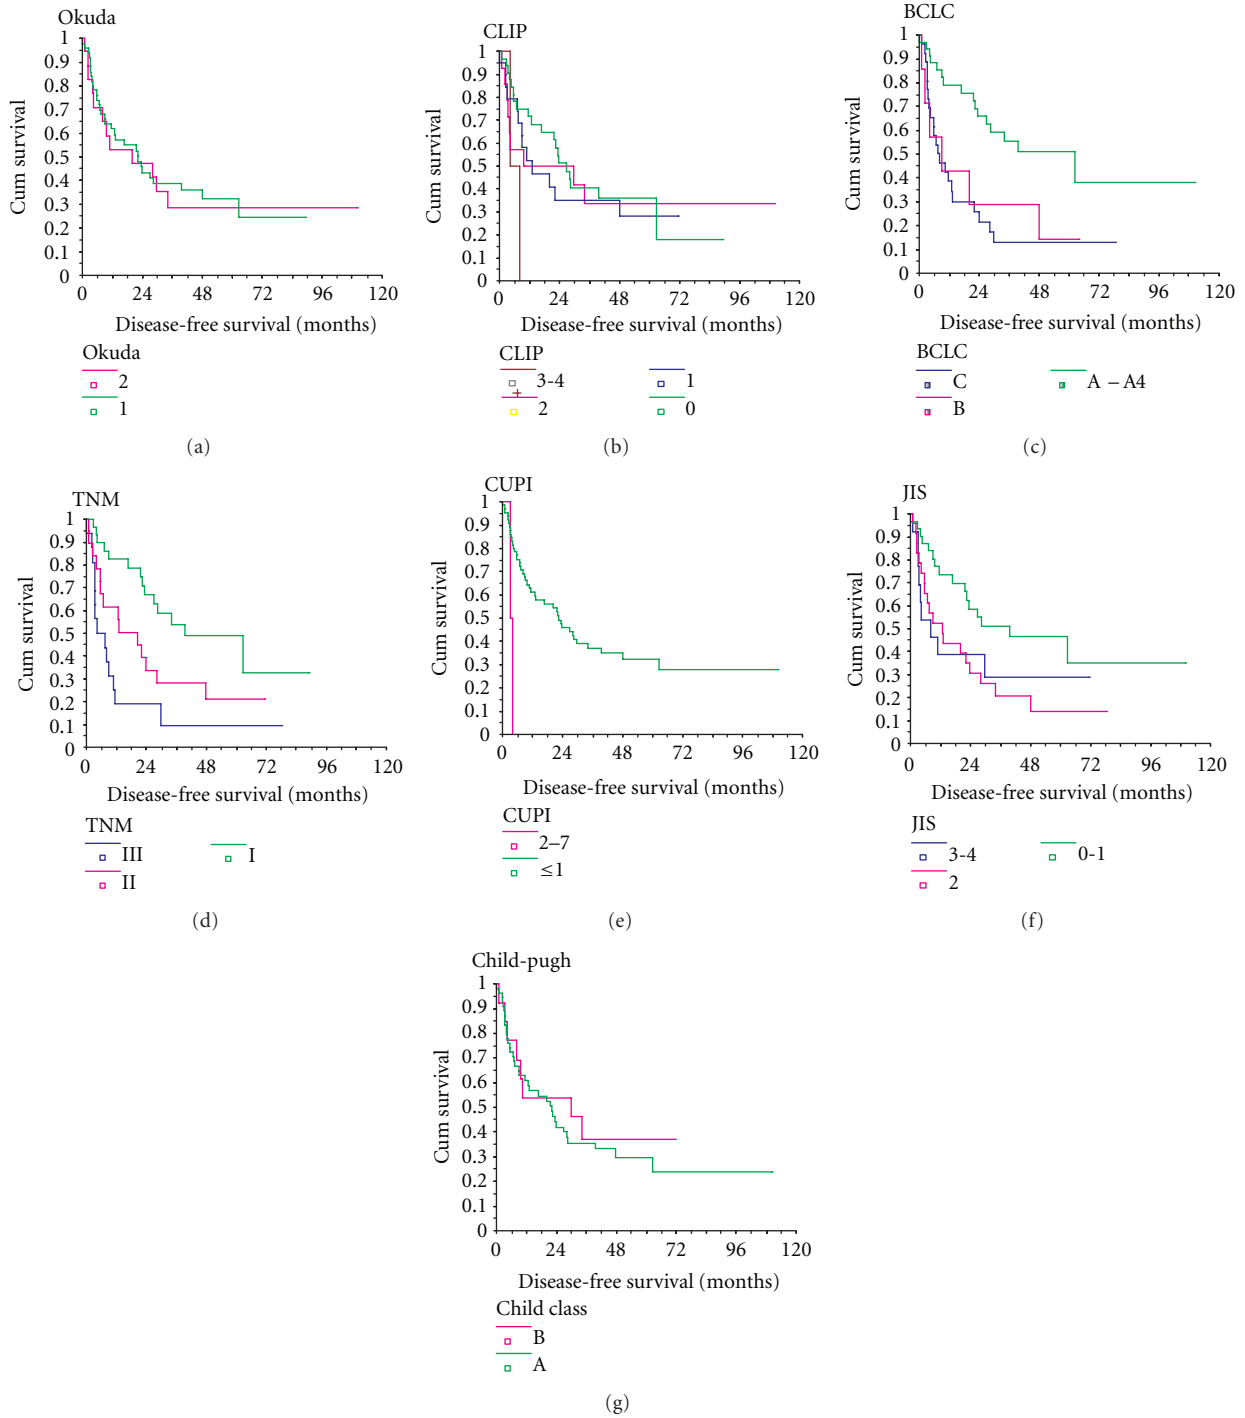 Okuda
Cum survival
1
0.9
0.8
0.7
0.6
0.5
0.4
0.3
0.2
0.1
0
0 24 48 72 96 120
Disease-free survival (months)
Okuda
2
1
(a)
CLIP
Cum survival
1
0.9
0.8
0.7
0.6
0.5
0.4
0.3
0.2
0.1
0
0 24 48 72 96 120
Disease-free survival (months)
CLIP
3-4 1
2 0
(b)
BCLC
Cum survival
1
0.9
0.8
0.7
0.6
0.5
0.4
0.3
0.2
0.1
0
0 24 48 72 96 120
Disease-free survival (months)
BCLC
C A – A4
B
(c)
TNM
Cum survival
1
0.9
0.8
0.7
0.6
0.5
0.4
0.3
0.2
0.1
0
0 24 48 72 96 120
Disease-free survival (months)
TNM
III I
II
(d)
CUPI
Cum survival
1
0.9
0.8
0.7
0.6
0.5
0.4
0.3
0.2
0.1
0
0 24 48 72 96 120
Disease-free survival (months)
CUPI
2–7
≤1
(e)
JIS
Cum survival
1
0.9
0.8
0.7
0.6
0.5
0.4
0.3
0.2
0.1
0
0 24 48 72 96 120
Disease-free survival (months)
JIS
3-4 0-1
2
(f)
Child-pugh
Cum survival
1
0.9
0.8
0.7
0.6
0.5
0.4
0.3
0.2
0.1
0
0 24 48 72 96 120
Disease-free survival (months)
Child class
B
A
(g)